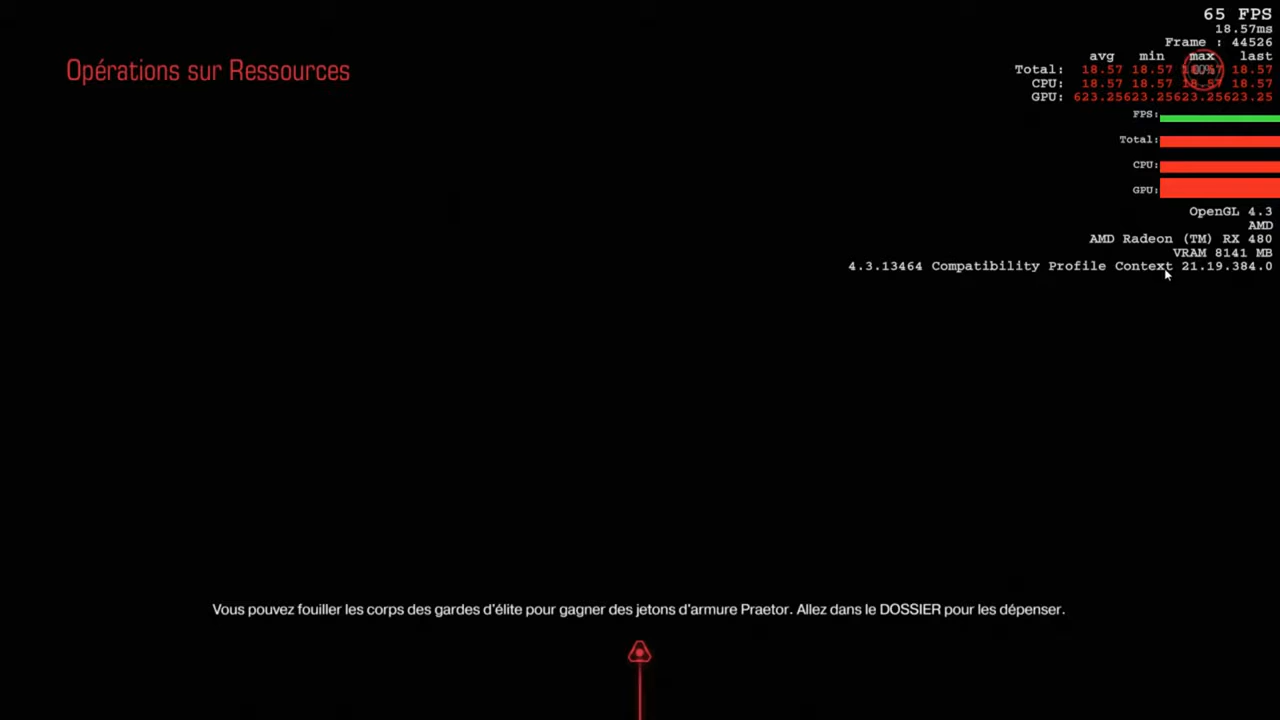 65 FPS
18.57ms
Frame : 44526
Opérations sur Ressources
avg min max last
Total: 18.57 18.57 18.57 18.57
CPU: 18.57 18.57 18.57 18.57
GPU: 623.25623.25623.25623.25
FPS:
Total:
CPU:
GPU:
OpenGL 4.3
AMD
AMD Radeon (TM) RX 480
VRAM 8141 MB
4.3.13464 Compatibility Profile Context 21.19.384.0
Vous pouvez fouiller les corps des gardes d'élite pour gagner des jetons d'armure Praetor. Allez dans le DOSSIER pour les dépenser.